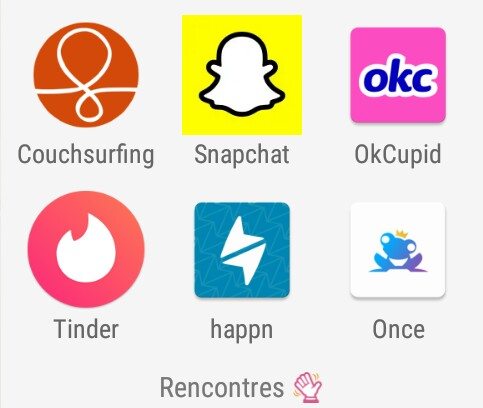 okc
Couchsurfing Snapchat OkCupid
Tinder happn Once
Rencontres 👋